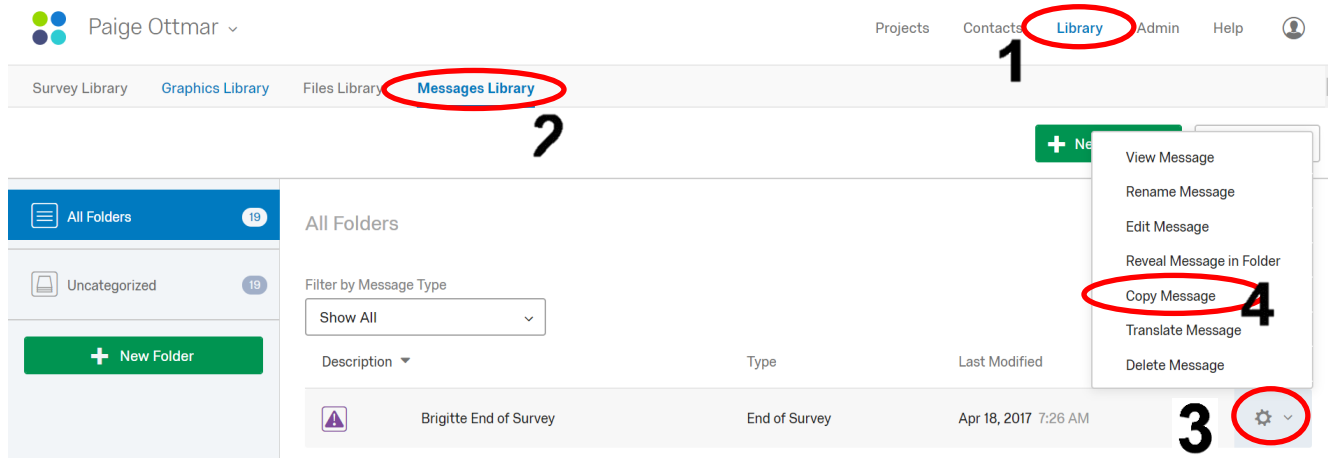 Paige Ottmar
Projects Contacts Library Admin Help
1
Survey Library Graphics Library Files Library Messages Library
2
+ Ne
View Message
Rename Message
Edit Message
Reveal Message in Folder
Copy Message
4
Translate Message
Delete Message
All Folders 19
Uncategorized 19
+ New Folder
All Folders
Filter by Message Type
Show All
Description Type Last Modified
Brigitte End of Survey End of Survey Apr 18, 2017 7:26 AM
3